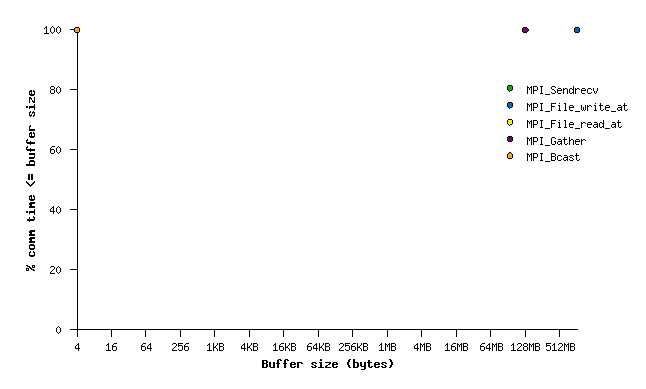 100
80
60
40
20
0
% comm time <= buffer size
MPI_Sendrecv
MPI_File_write_at
MPI_File_read_at
MPI_Gather
MPI_Bcast
4 16 64 256 1KB 4KB 16KB 64KB 256KB 1MB 4MB 16MB 64MB 128MB 512MB
Buffer size (bytes)